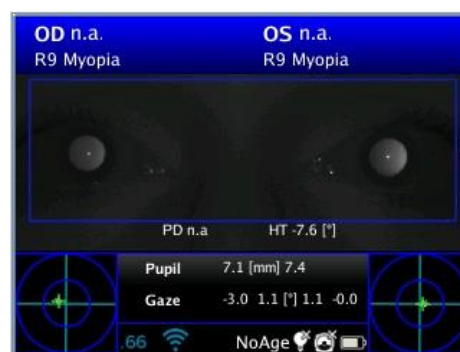 OD n.a. OS n.a.
R9 Myopia R9 Myopia
PD n.a HT -7.6 [°]
Pupil 7.1 [mm] 7.4
Gaze -3.0 1.1 [°] 1.1 -0.0
.66 NoAge